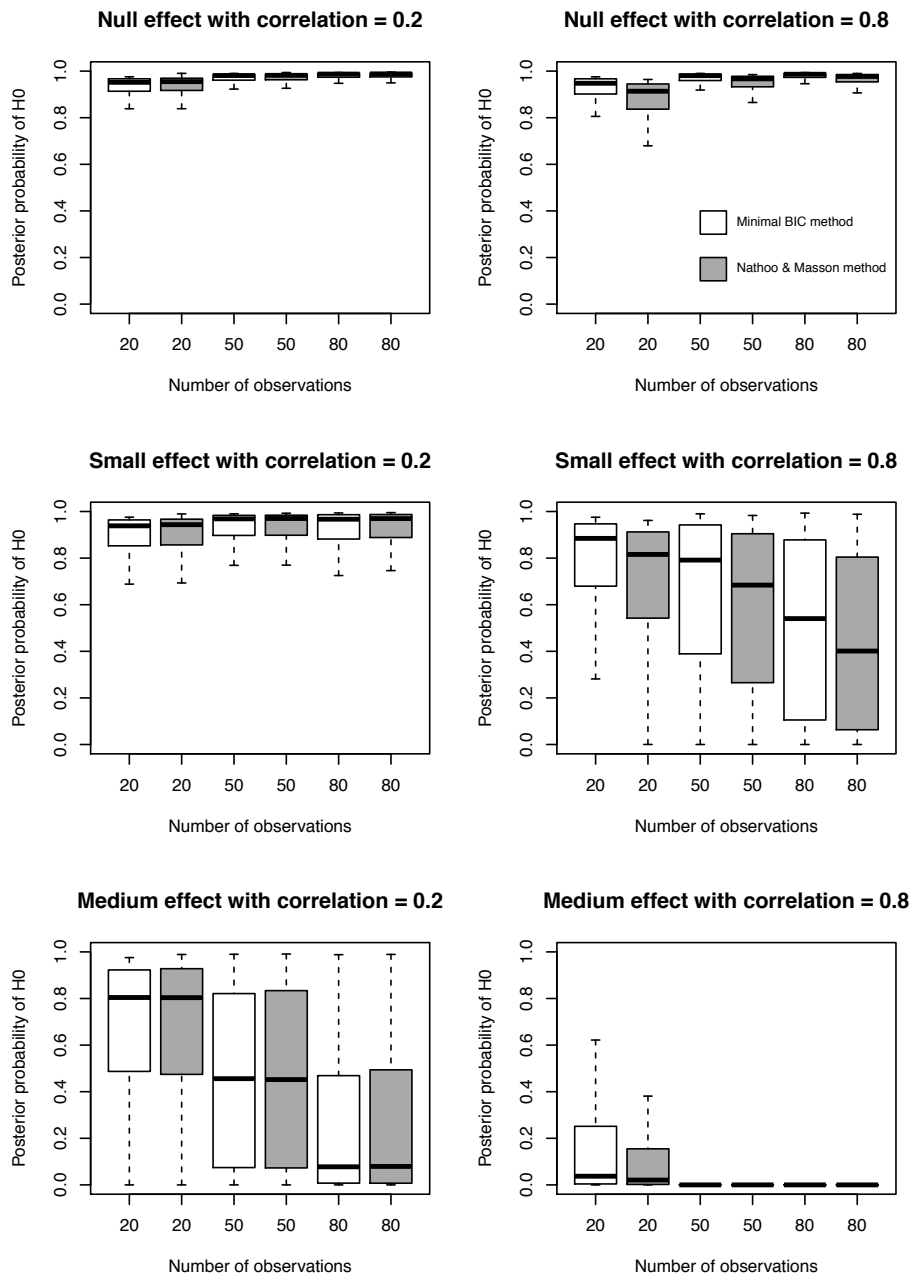 Null effect with correlation = 0.2
Posterior probability of H0
1.0
0.8
0.6
0.4
0.2
0.0
20 20 50 50 80 80
Number of observations
Null effect with correlation = 0.8
Posterior probability of H0
1.0
0.8
0.6
0.4
0.2
0.0
Minimal BIC method
Nathoo & Masson method
20 20 50 50 80 80
Number of observations
Small effect with correlation = 0.2
Posterior probability of H0
1.0
0.8
0.6
0.4
0.2
0.0
20 20 50 50 80 80
Number of observations
Small effect with correlation = 0.8
Posterior probability of H0
1.0
0.8
0.6
0.4
0.2
0.0
20 20 50 50 80 80
Number of observations
Medium effect with correlation = 0.2
Posterior probability of H0
1.0
0.8
0.6
0.4
0.2
0.0
20 20 50 50 80 80
Number of observations
Medium effect with correlation = 0.8
Posterior probability of H0
1.0
0.8
0.6
0.4
0.2
0.0
20 20 50 50 80 80
Number of observations